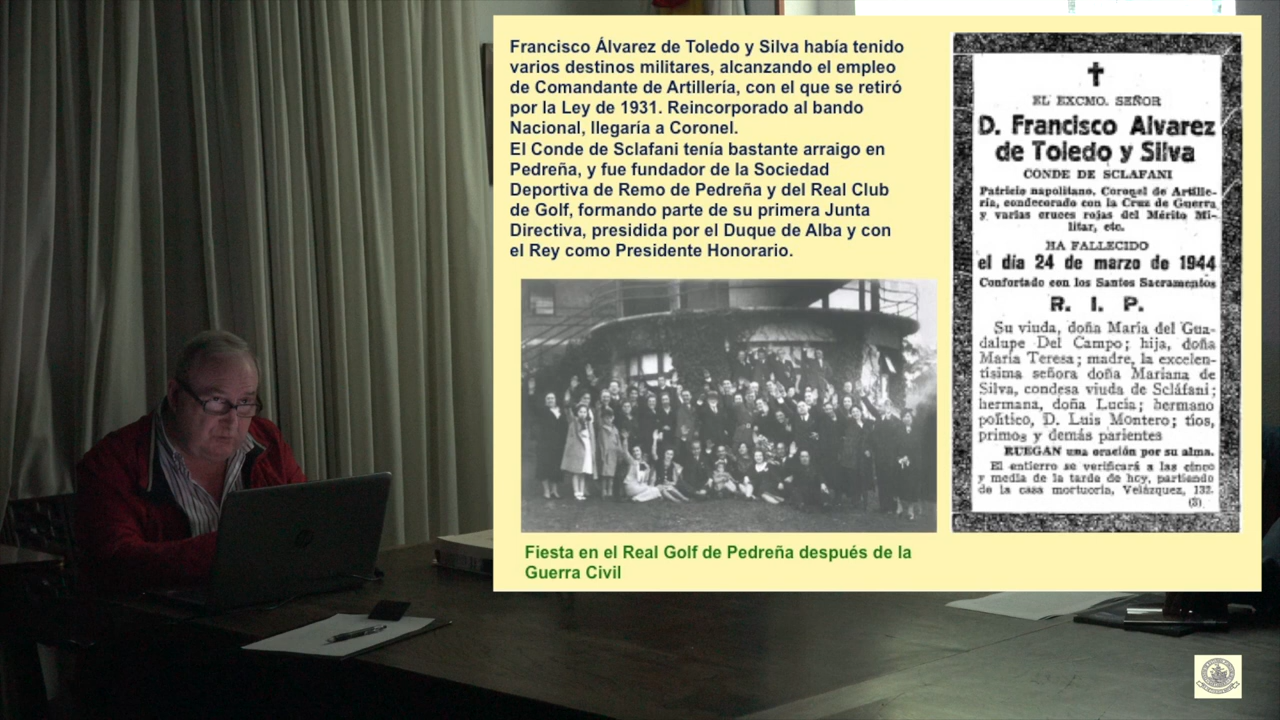 Francisco Álvarez de Toledo y Silva había tenido
varios destinos militares, alcanzando el empleo
de Comandante de Artillería, con el que se retiró
por la Ley de 1931. Reincorporado al bando
Nacional, llegaría a Coronel.
El Conde de Sclafani tenía bastante arraigo en
Pedreña, y fue fundador de la Sociedad
Deportiva de Remo de Pedreña y del Real Club
de Golf, formando parte de su primera Junta
Directiva, presidida por el Duque de Alba y con
el Rey como Presidente Honorario.
Fiesta en el Real Golf de Pedreña después de la
Guerra Civil
EL EXCMO. SEÑOR
D. Francisco Alvarez
de Toledo y Silva
CONDE DE SCLAFANI
Patricio napolitano, Coronel de Artille-
ría, condecorado con la Cruz de Guerra
y varias cruces rojas del Mérito Mi-
litar, etc.
HA FALLECIDO
el día 24 de marzo de 1944
Confortado con los Santos Sacramentos
R. I. P.
Su viuda, doña María del Gua-
dalupe Del Campo; hija, doña
María Teresa; madre, la excelen-
tísima señora doña Mariana de
Silva, condesa viuda de Scláfani;
hermana, doña Lucía; hermano
político, D. Luis Montero; tíos,
primos y demás parientes
RUEGAN una oración por su alma.
El entierro se verificará a las cinco
y media de la tarde de hoy, partiendo
de la casa mortuoria, Velázquez, 132.
(3)